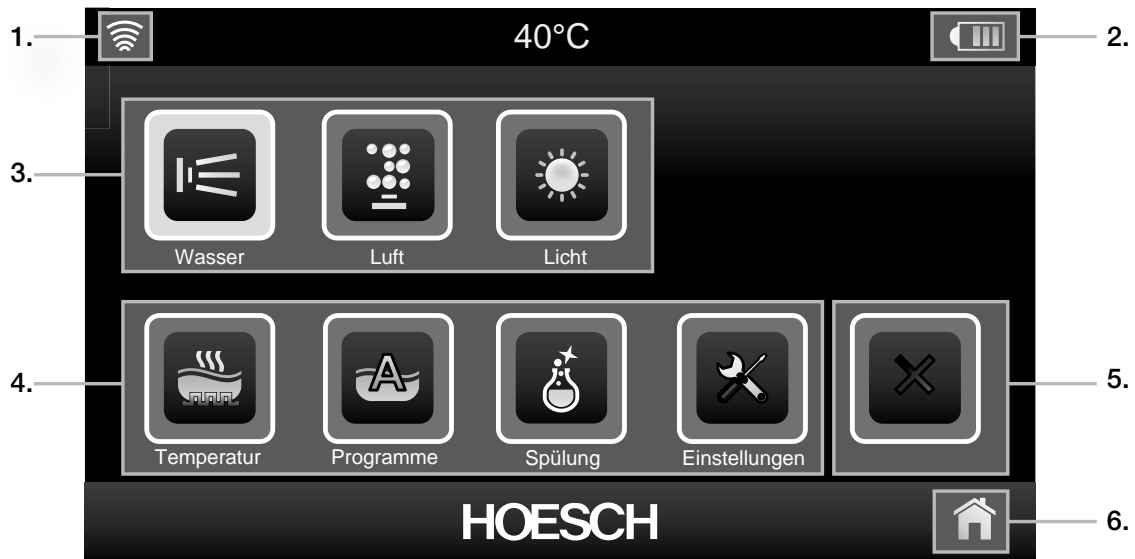 1.
40°C
2.
3.
Wasser Luft Licht
4.
A
5.
Temperatur Programme Spülung Einstellungen
HOESCH
6.